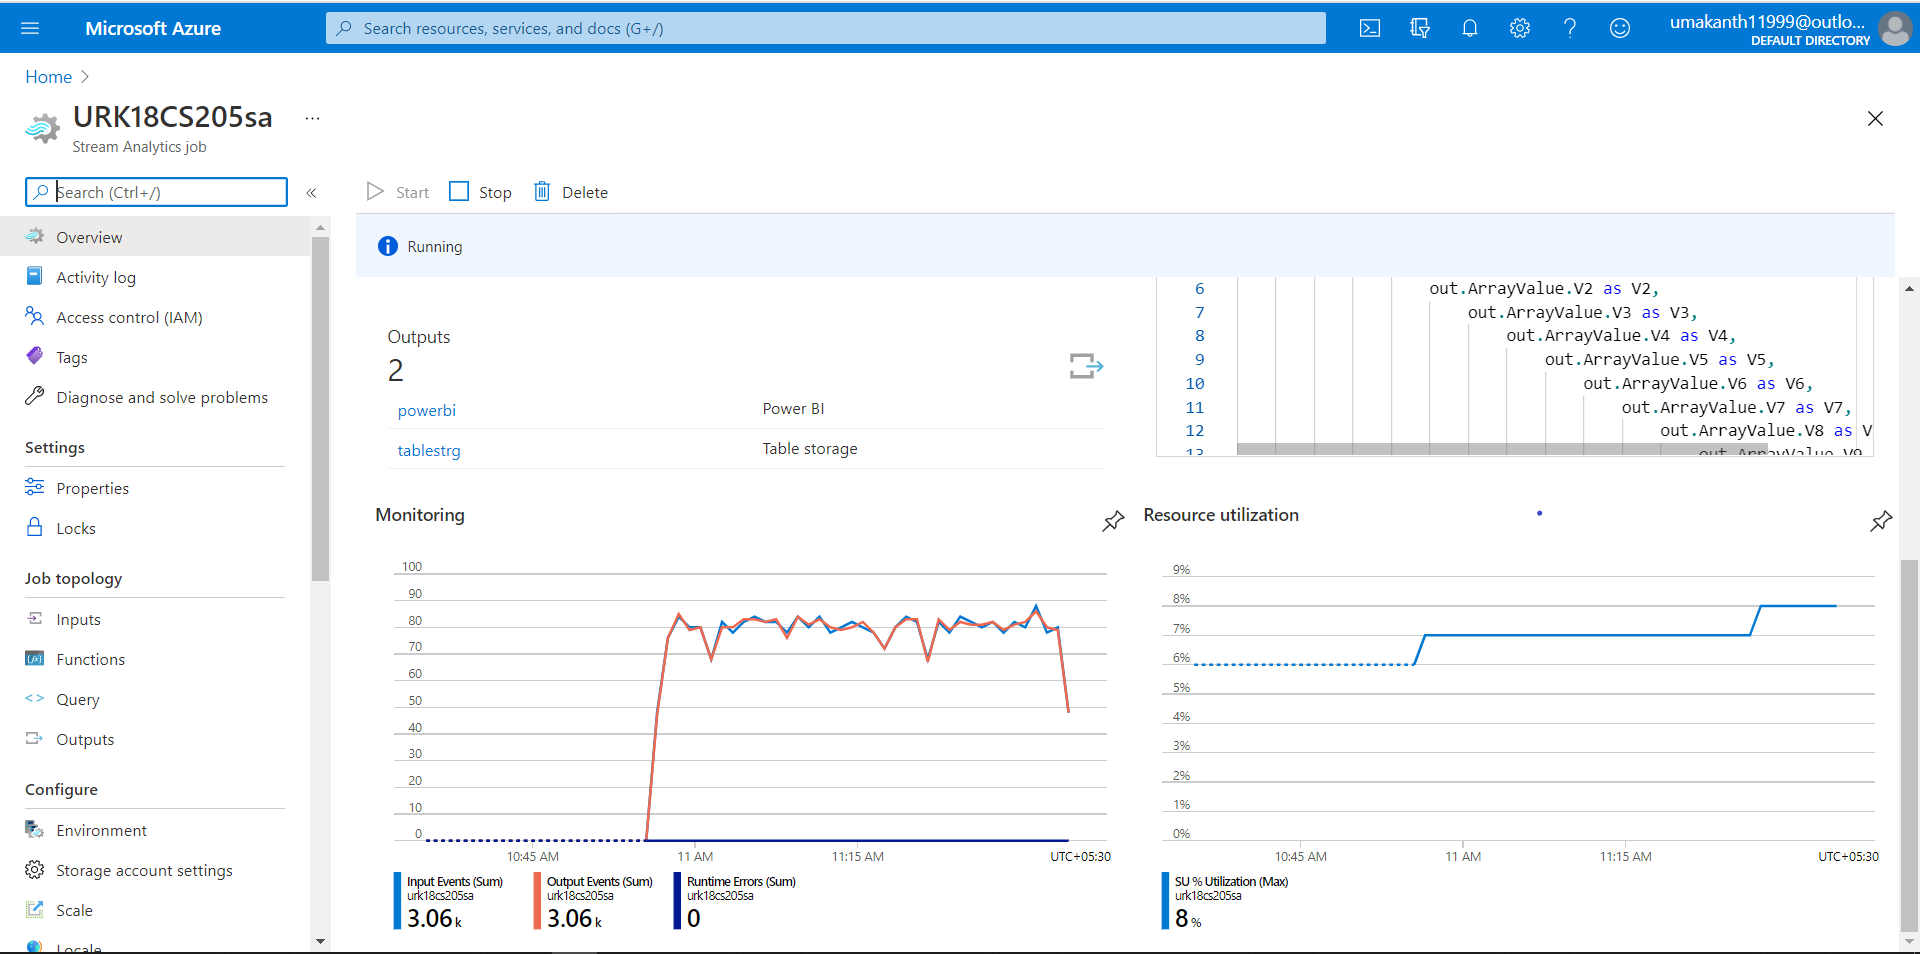 Microsoft Azure
Search resources, services, and docs (G+/)
umakanth11999@outlo...
DEFAULT DIRECTORY
Home
URK18CS205sa
...
Stream Analytics job
Search (Ctrl+/)
«
Start
Stop
Delete
Running
Overview
Activity log
Access control (IAM)
Tags
Diagnose and solve problems
Settings
Properties
Locks
Job topology
Inputs
Functions
Query
Outputs
Configure
Environment
Storage account settings
Scale
Locale
Outputs
2
powerbi Power BI
tablestrg Table storage
6 out.ArrayValue.V2 as V2,
7 out.ArrayValue.V3 as V3,
8 out.ArrayValue.V4 as V4,
9 out.ArrayValue.V5 as V5,
10 out.ArrayValue.V6 as V6,
11 out.ArrayValue.V7 as V7,
12 out.ArrayValue.V8 as V
13 out.ArrayValue.V9
Monitoring
100
90
80
70
60
50
40
30
20
10
0
10:45 AM 11 AM 11:15 AM UTC+05:30
Input Events (Sum)
urk18cs205sa
3.06 k
Output Events (Sum)
urk18cs205sa
3.06 k
Runtime Errors (Sum)
urk18cs205sa
0
Resource utilization
9%
8%
7%
6%
5%
4%
3%
2%
1%
0%
10:45 AM 11 AM 11:15 AM UTC+05:30
SU % Utilization (Max)
urk18cs205sa
8 %